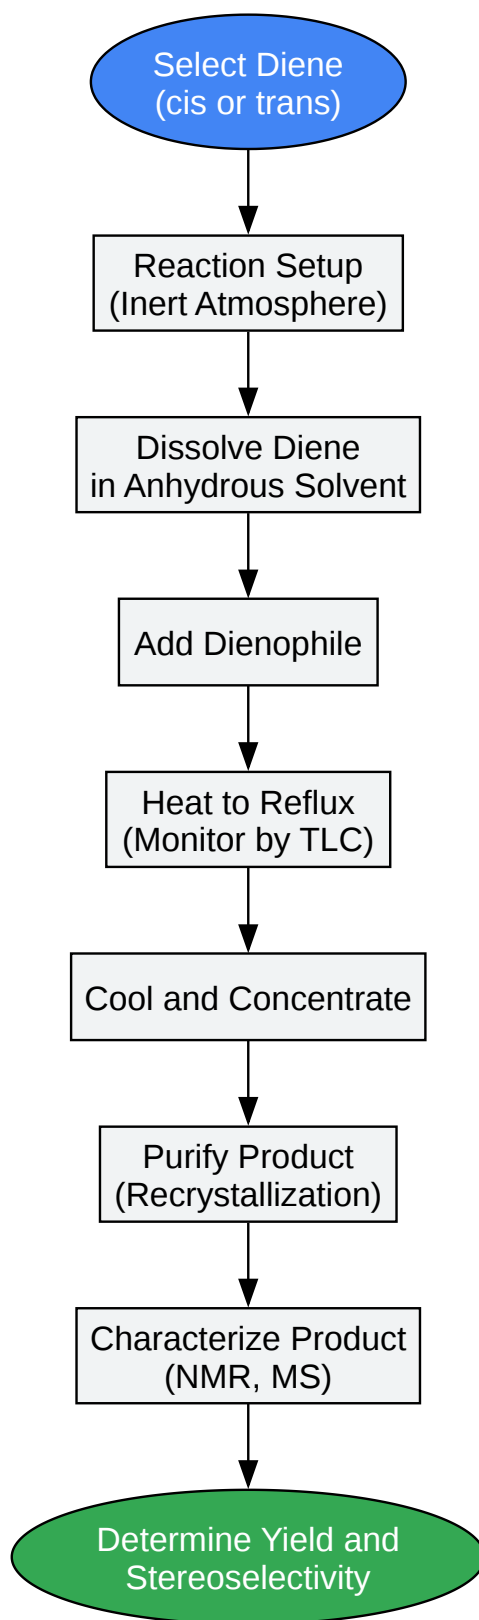 Select Diene
(cis or trans)
Reaction Setup
(Inert Atmosphere)
Dissolve Diene
in Anhydrous Solvent
Add Dienophile
Heat to Reflux
(Monitor by TLC)
Cool and Concentrate
Purify Product
(Recrystallization)
Characterize Product
(NMR, MS)
Determine Yield and
Stereoselectivity